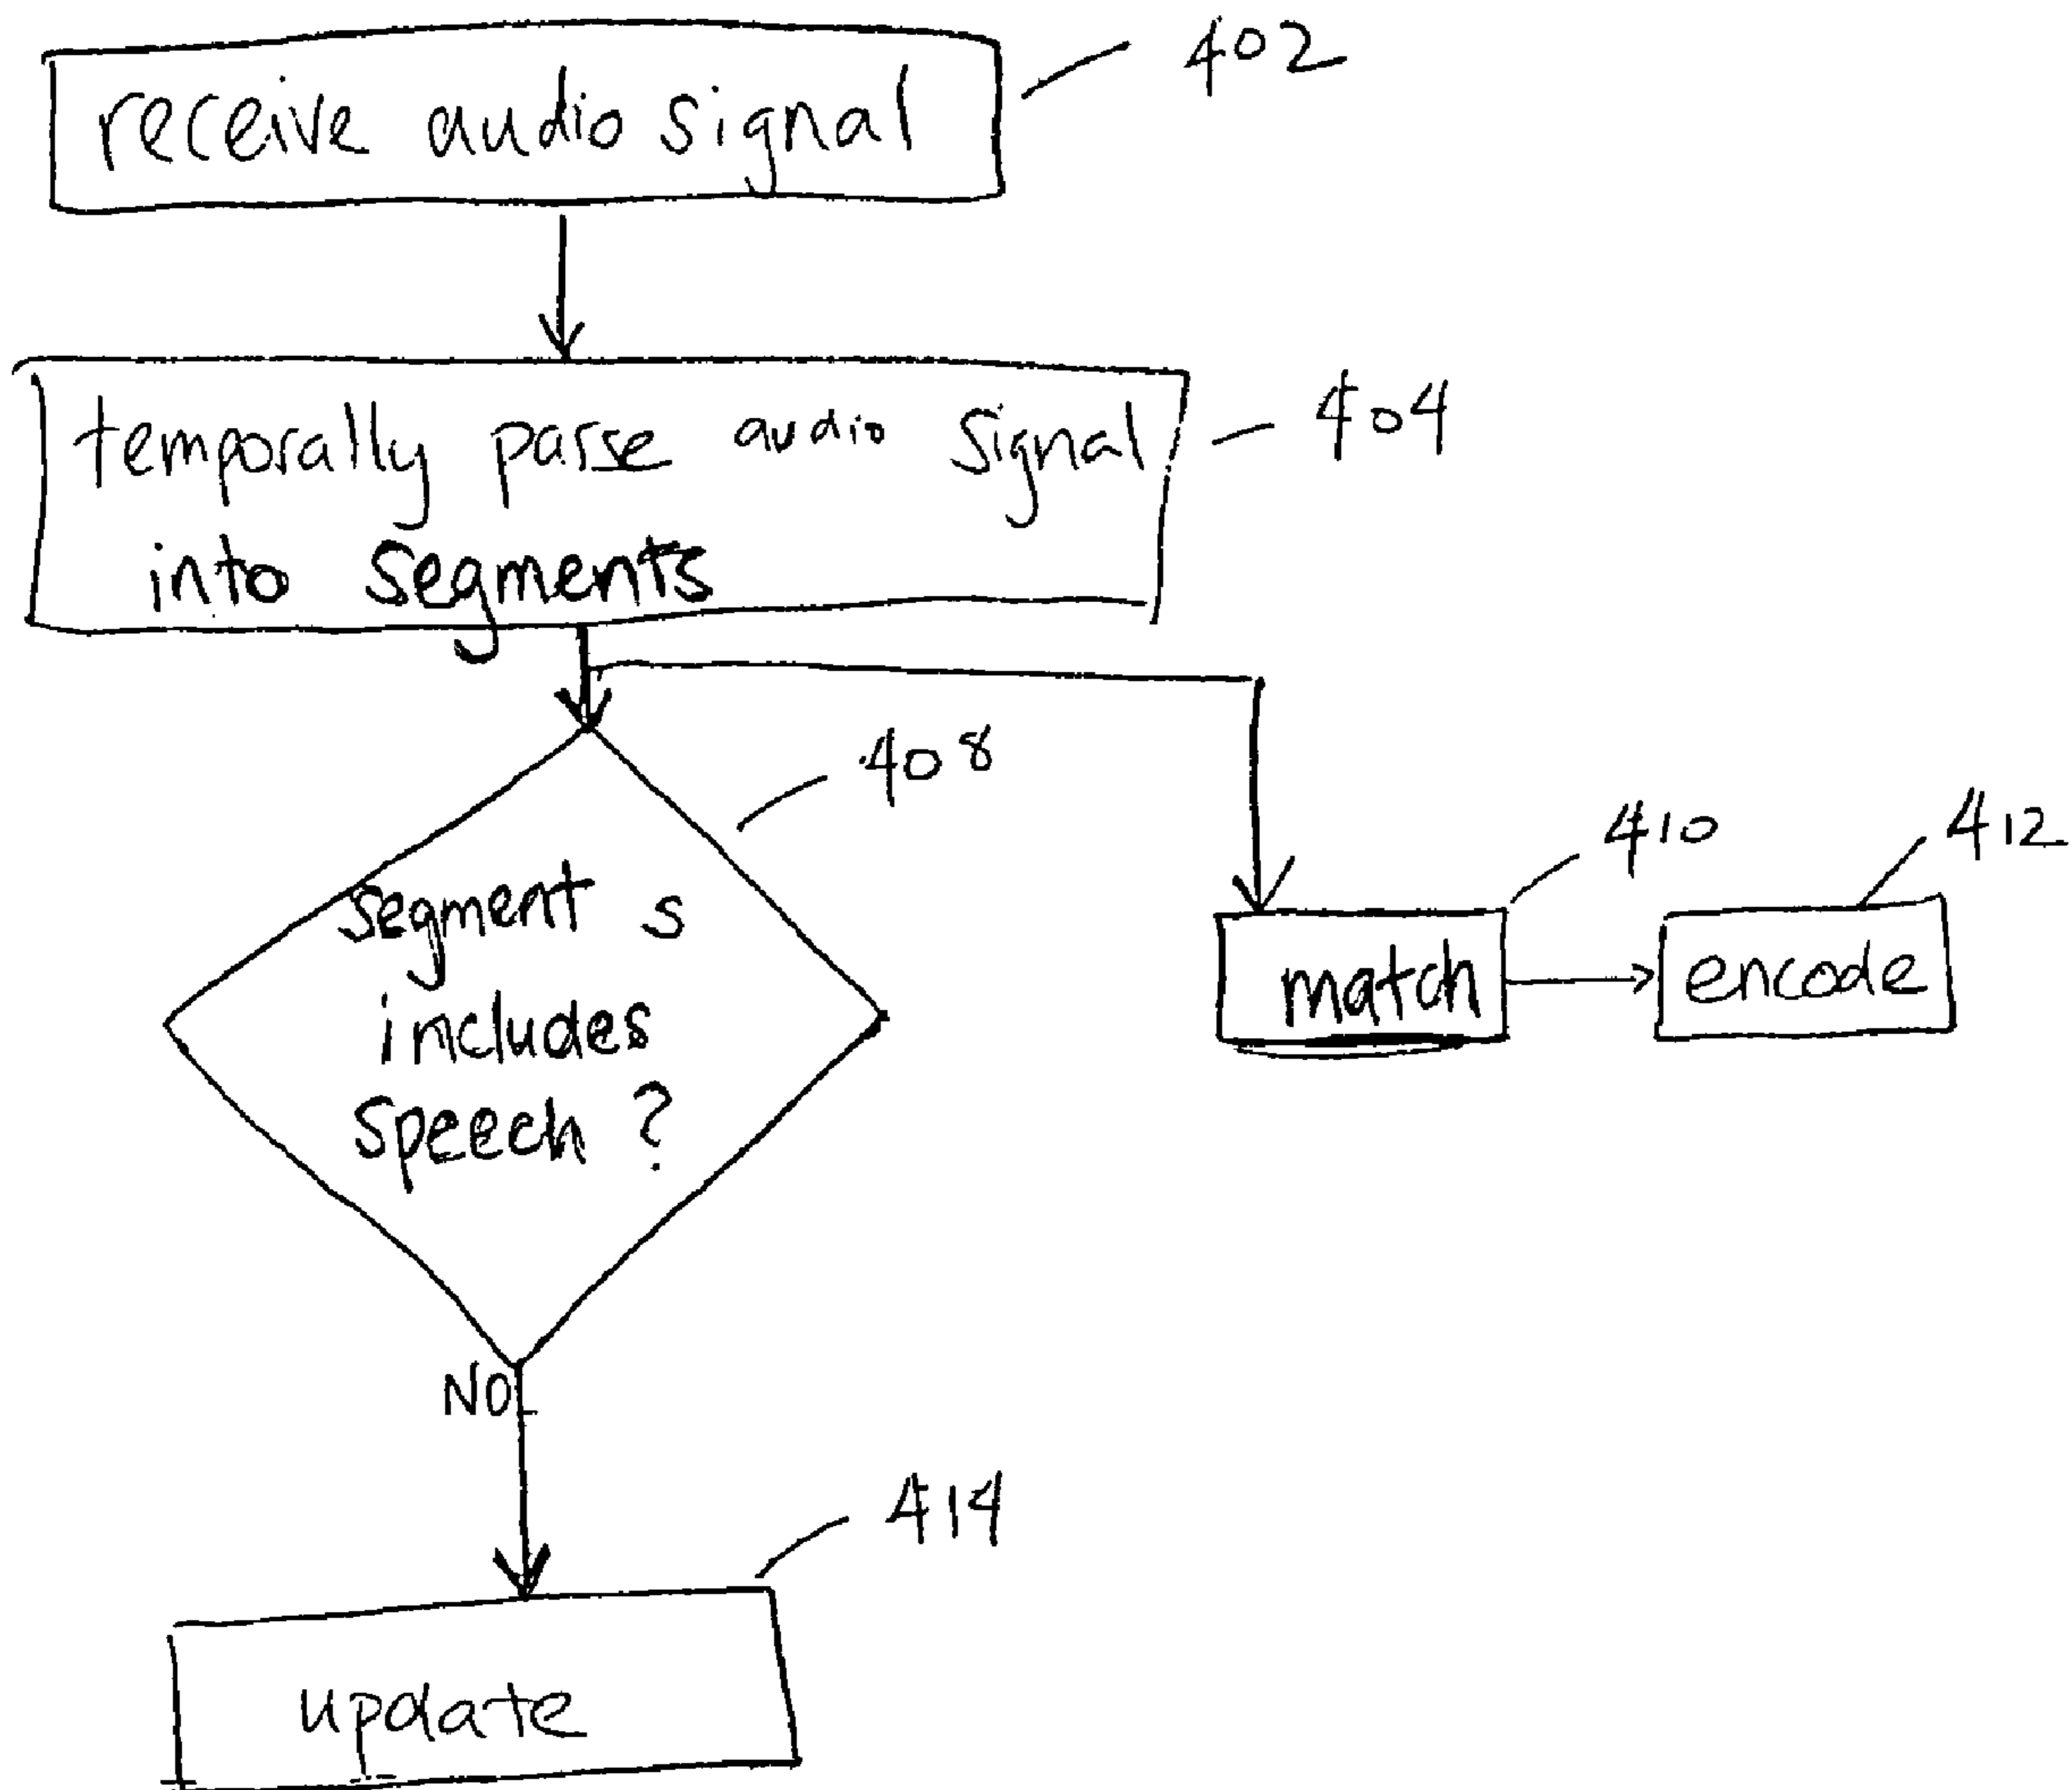 receive audio signal
402
temporally parse audio signal
into segments
404
408
segment s
includes
speech ?
410
match
412
encode
NO
414
update